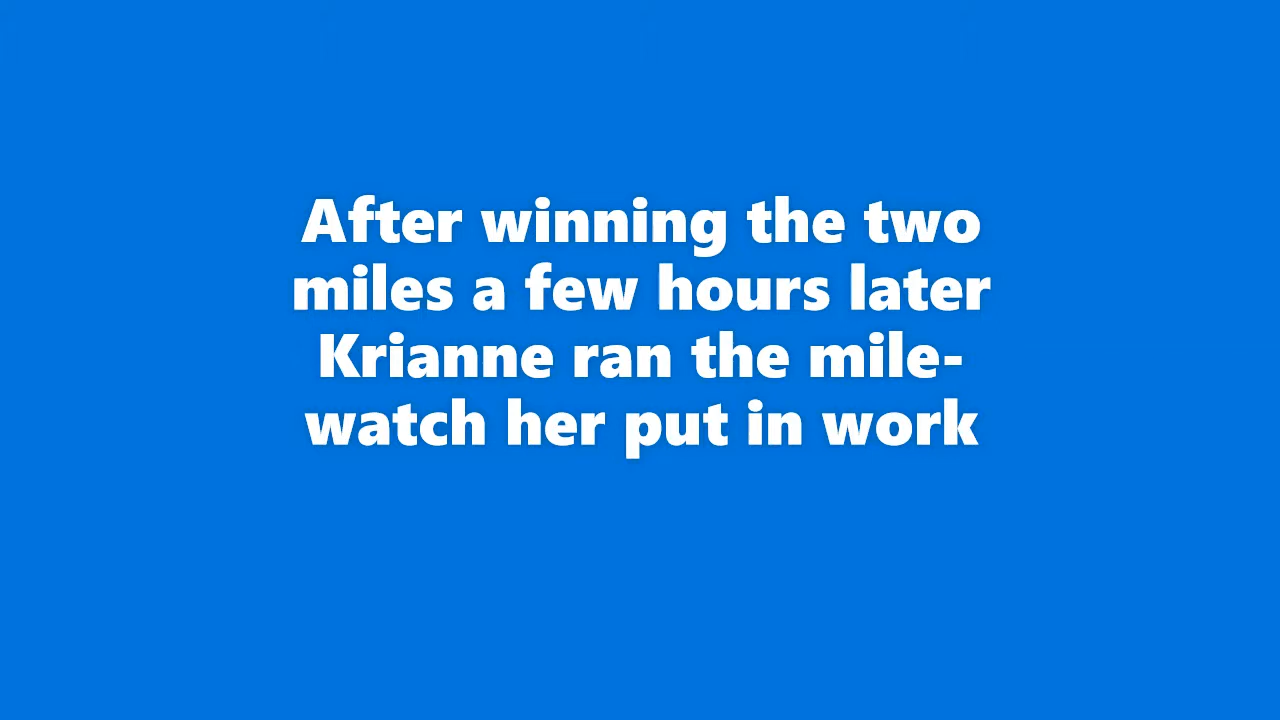 After winning the two
miles a few hours later
Krianne ran the mile-
watch her put in work